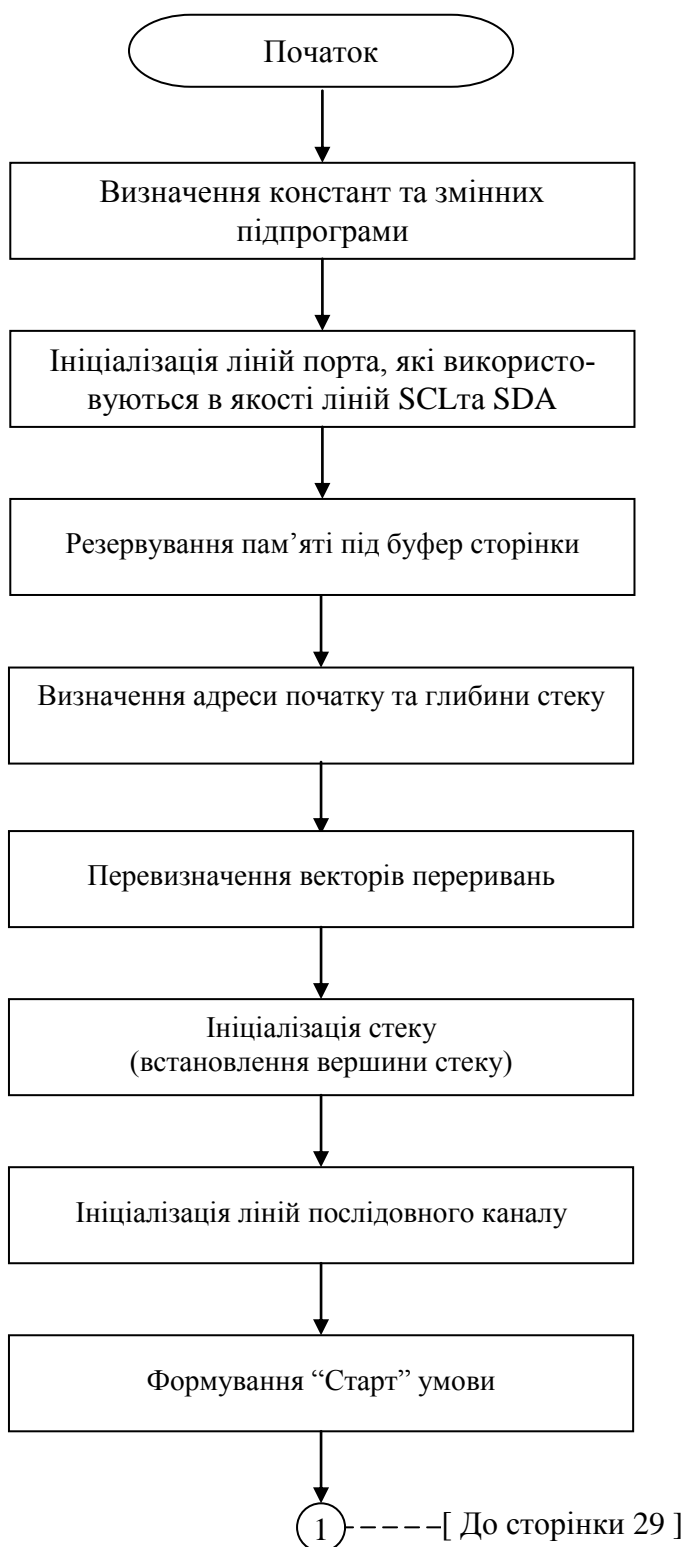 Початок
Визначення констант та змінних
підпрограми
Ініціалізація ліній порта, які використо-
вуються в якості ліній SCLта SDA
Резервування пам’яті під буфер сторінки
Визначення адреси початку та глибини стеку
Перевизначення векторів переривань
Ініціалізація стеку
(встановлення вершини стеку)
Ініціалізація ліній послідовного каналу
Формування “Старт” умови
1 [ До сторінки 29 ]